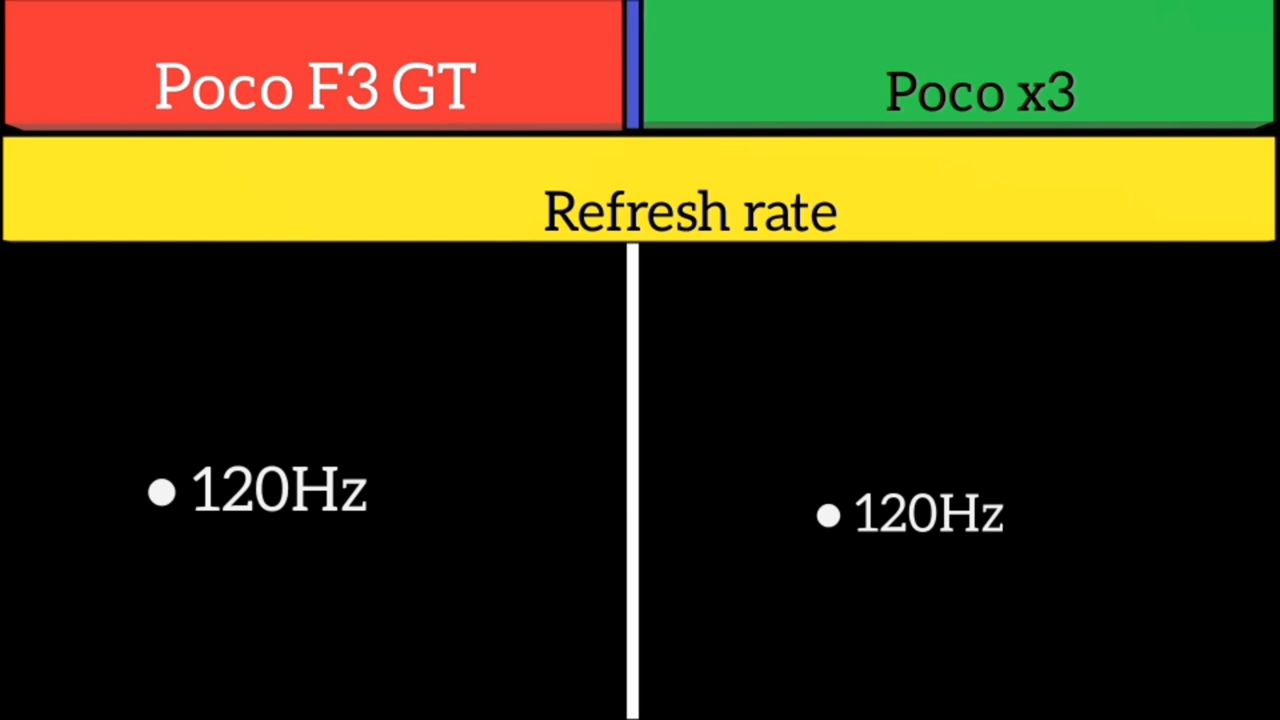 Poco F3 GT
Poco x3
Refresh rate
● 120Hz
● 120Hz